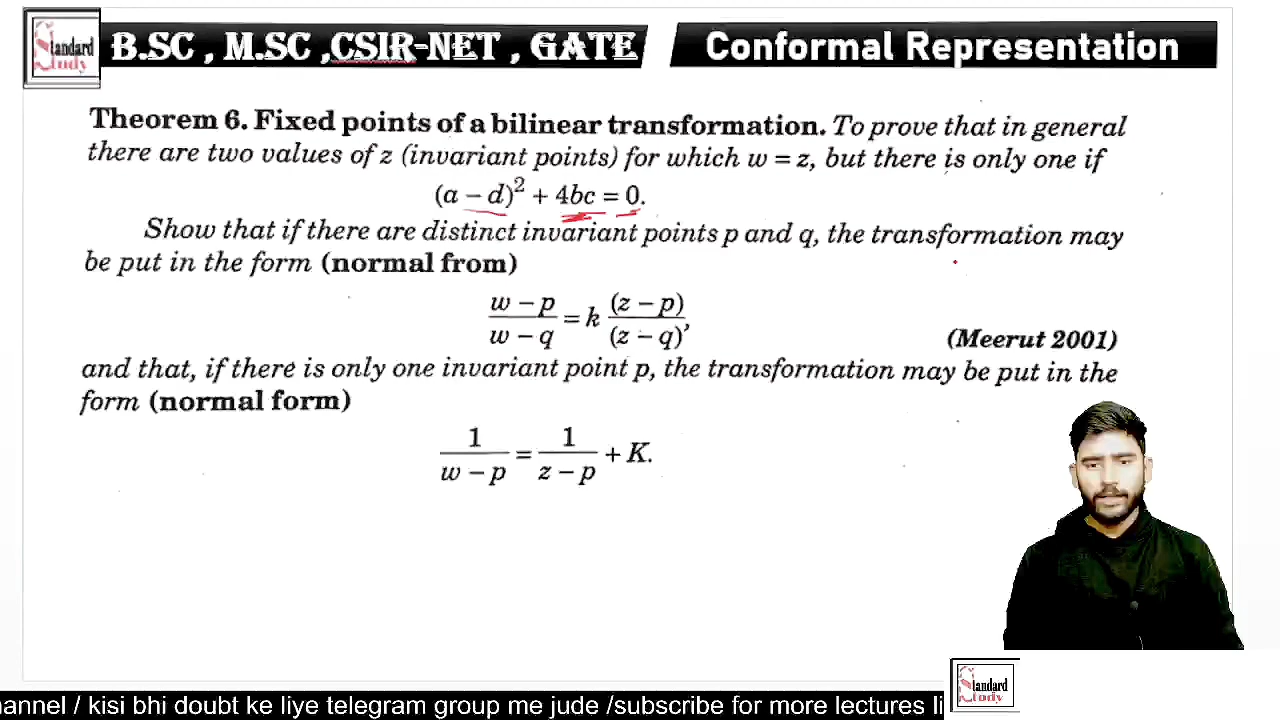 Standard Study
B.SC , M.SC ,CSIR-NET , GATE
Conformal Representation
Theorem 6. Fixed points of a bilinear transformation. To prove that in general
there are two values of z (invariant points) for which w = z, but there is only one if
(a – d)² + 4bc = 0.
Show that if there are distinct invariant points p and q, the transformation may
be put in the form (normal from)
\frac{w – p}{w – q} = k \frac{(z – p)}{(z – q)},
(Meerut 2001)
and that, if there is only one invariant point p, the transformation may be put in the
form (normal form)
\frac{1}{w – p} = \frac{1}{z – p} + K.
Standard Study
hannel / kisi bhi doubt ke liye telegram group me jude /subscribe for more lectures li